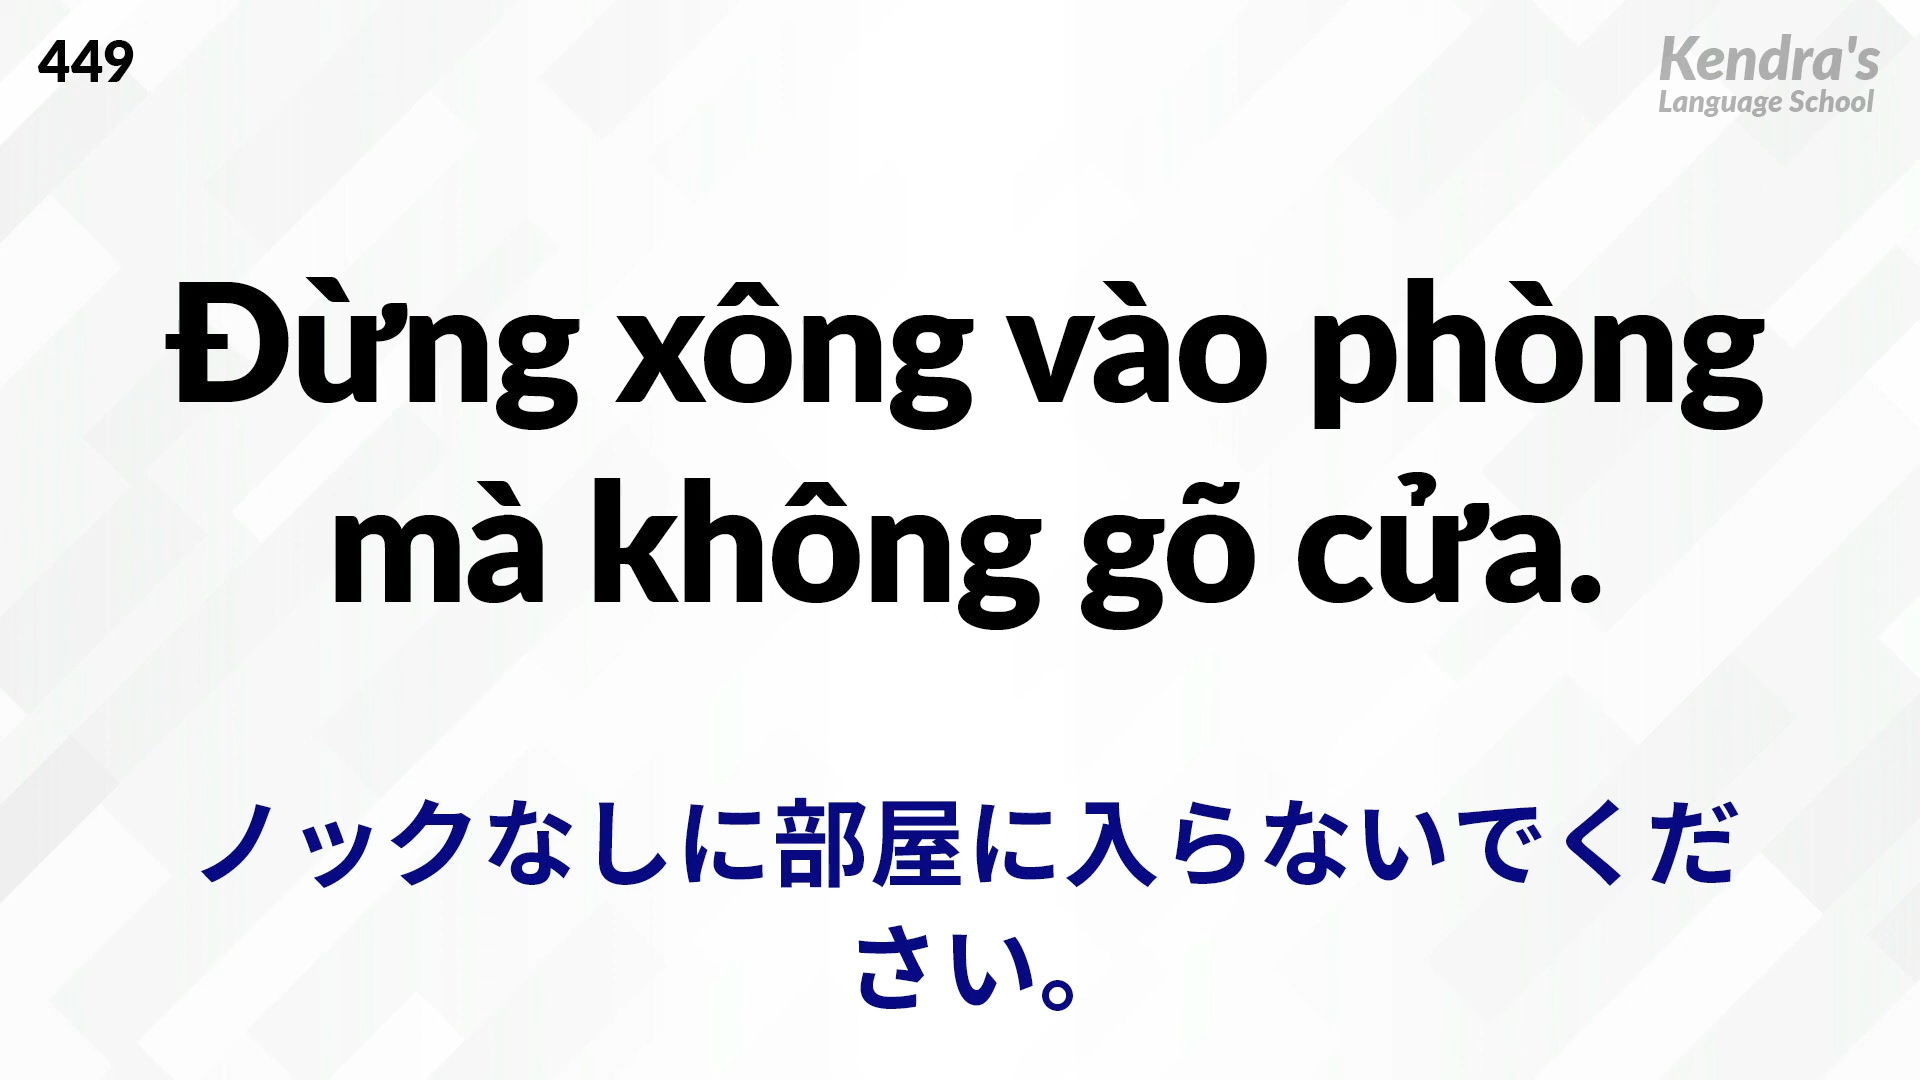 449
Kendra's
Language School
Đừng xông vào phòng
mà không gõ cửa.
ノックなしに部屋に入らないでくだ
さい。